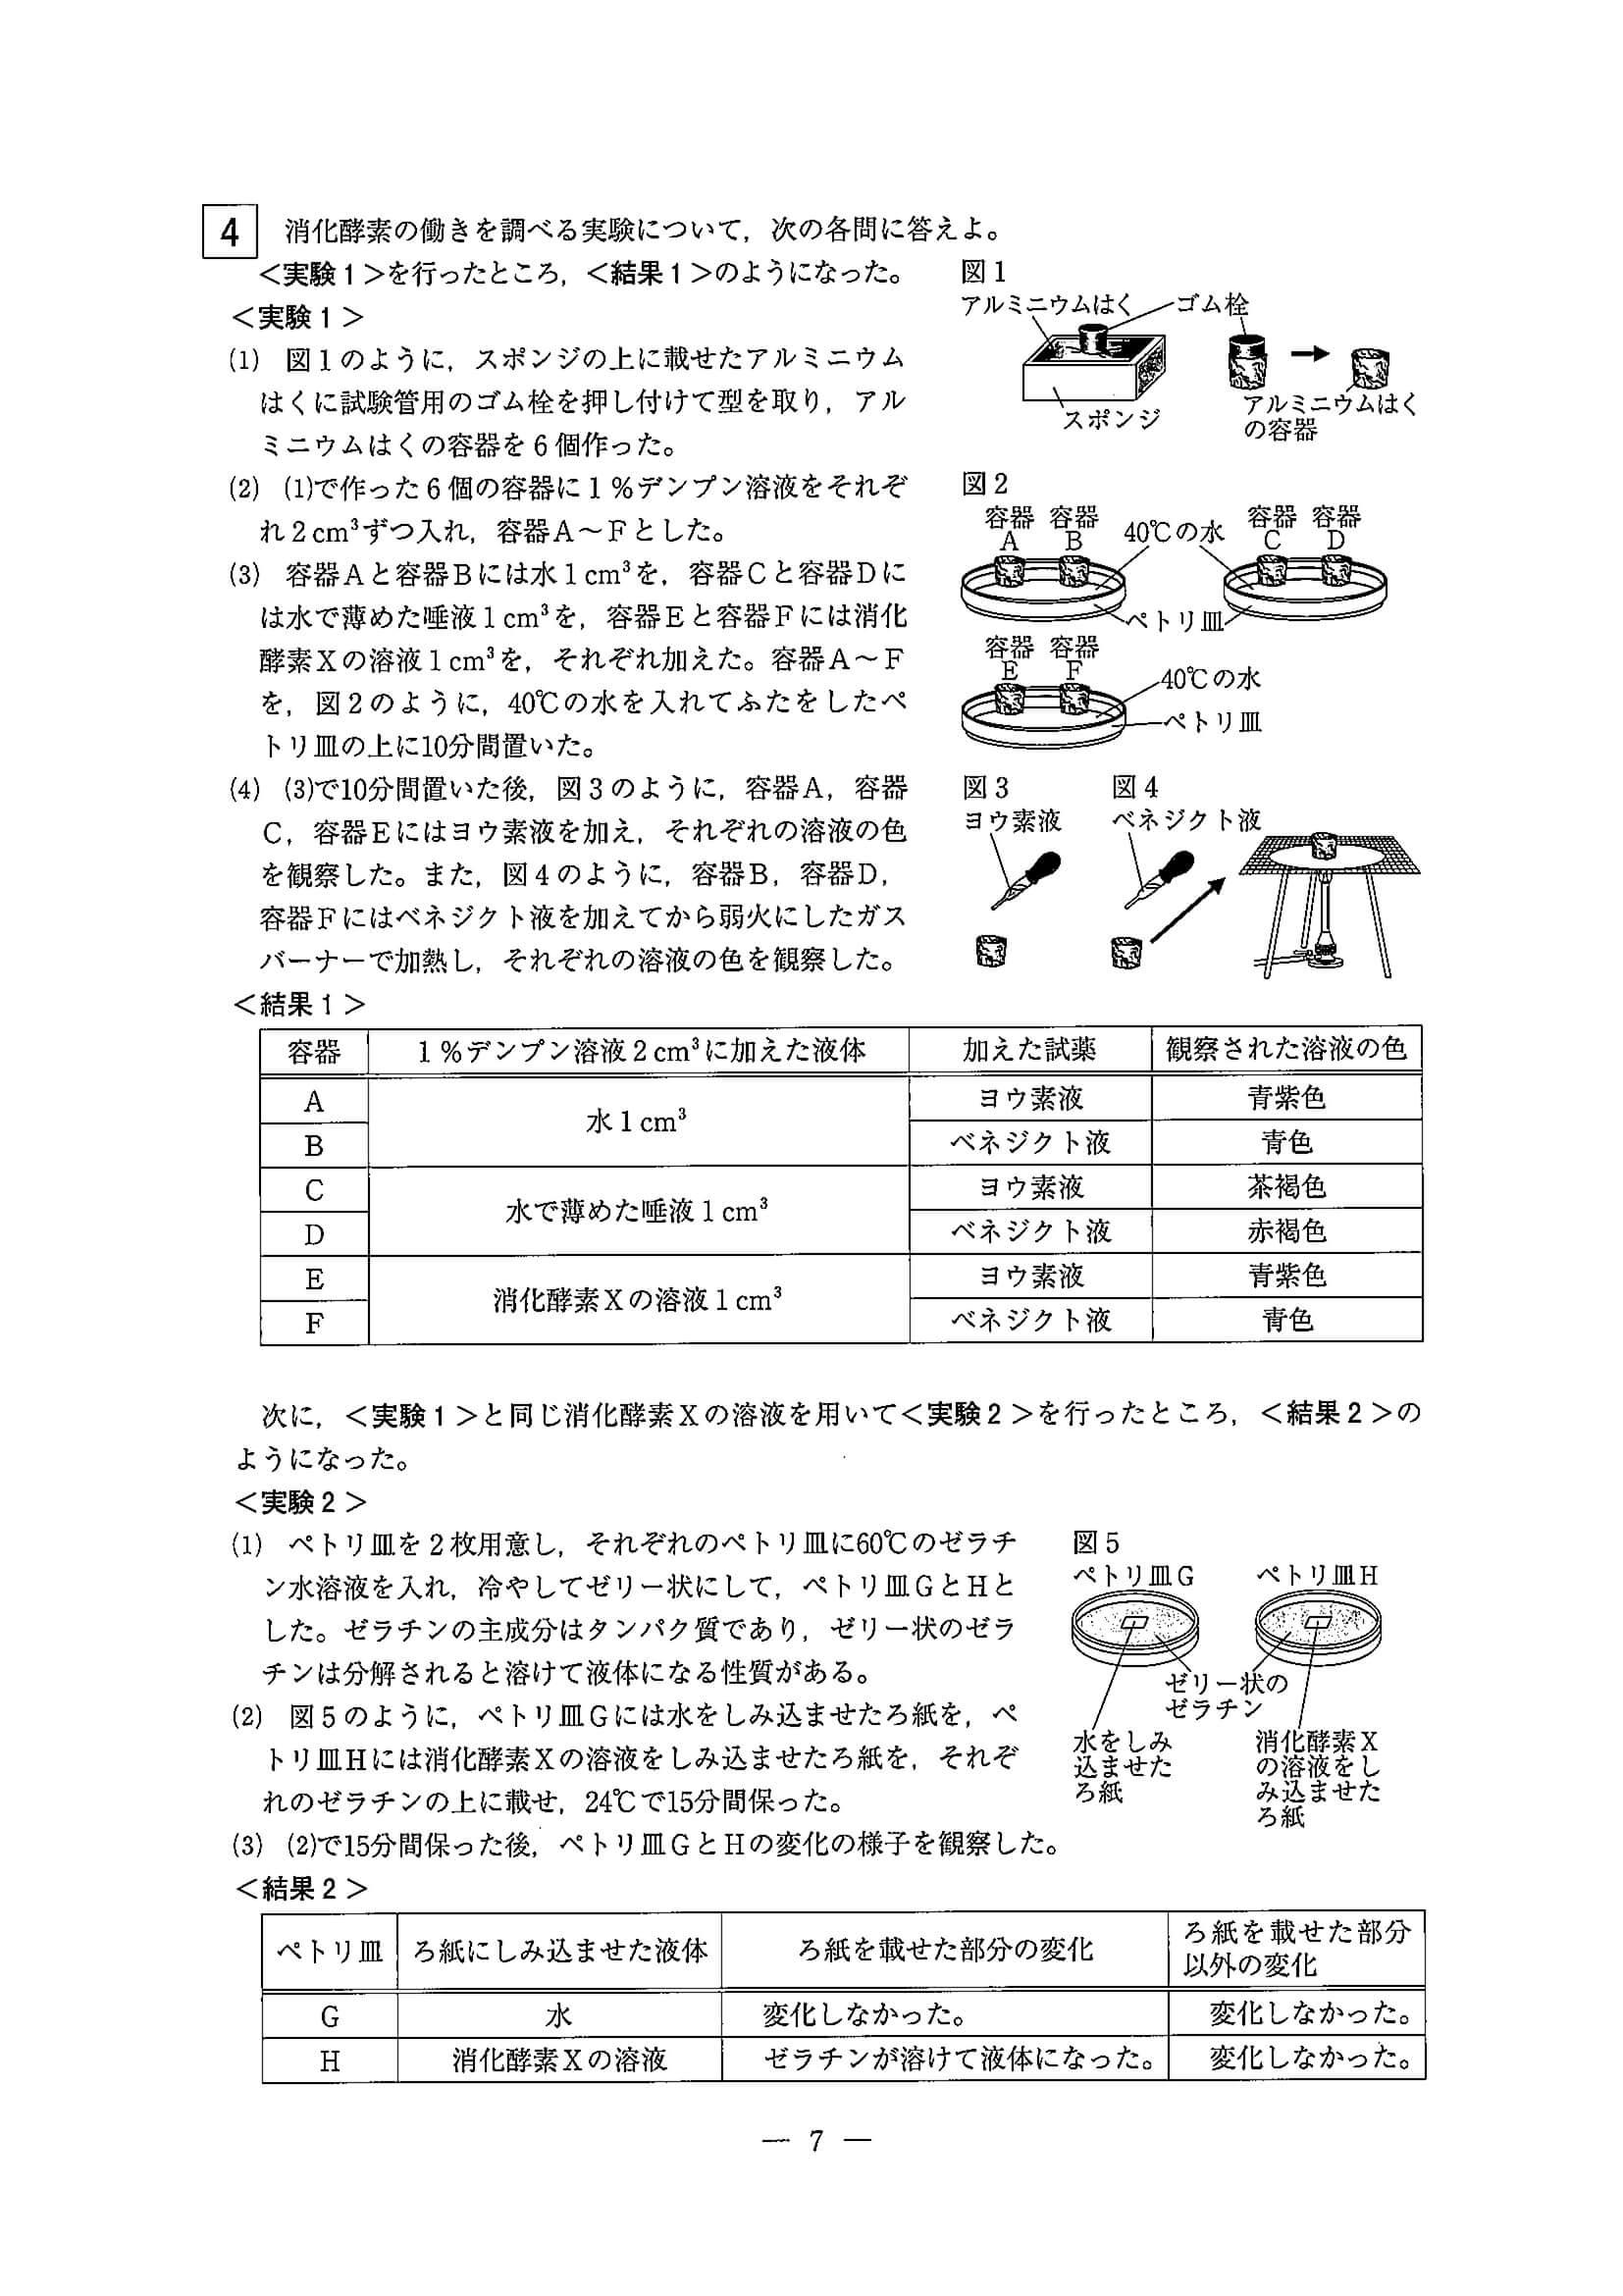 4 消化酵素の働きを調べる実験について，次の各問に答えよ。
＜実験1＞を行ったところ，＜結果1＞のようになった。
＜実験1＞
(1) 図1のように，スポンジの上に載せたアルミニウム
はくに試験管用のゴム栓を押し付けて型を取り，アル
ミニウムはくの容器を6個作った。
(2) (1)で作った6個の容器に1％デンプン溶液をそれぞ
れ2cm³ずつ入れ，容器A～Fとした。
(3) 容器Aと容器Bには水1cm³を，容器Cと容器Dに
は水で薄めた唾液1cm³を，容器Eと容器Fには消化
酵素Xの溶液1cm³を，それぞれ加えた。容器A～F
を，図2のように，40℃の水を入れてふたをしたペ
トリ皿の上に10分間置いた。
(4) (3)で10分間置いた後，図3のように，容器A，容器
C，容器Eにはヨウ素液を加え，それぞれの溶液の色
を観察した。また，図4のように，容器B，容器D，
容器Fにはベネジクト液を加えてから弱火にしたガス
バーナーで加熱し，それぞれの溶液の色を観察した。
図1
アルミニウムはく ゴム栓
スポンジ
アルミニウムはく
の容器
図2
容器 容器 40℃の水 容器 容器
A B C D
ペトリ皿
容器 容器
E F
40℃の水
ペトリ皿
図3 図4
ヨウ素液 ベネジクト液
＜結果1＞
容器 1％デンプン溶液2cm³に加えた液体 加えた試薬 観察された溶液の色
A 水1cm³ ヨウ素液 青紫色
B ベネジクト液 青色
C 水で薄めた唾液1cm³ ヨウ素液 茶褐色
D ベネジクト液 赤褐色
E 消化酵素Xの溶液1cm³ ヨウ素液 青紫色
F ベネジクト液 青色
次に，＜実験1＞と同じ消化酵素Xの溶液を用いて＜実験2＞を行ったところ，＜結果2＞の
ようになった。
＜実験2＞
(1) ペトリ皿を2枚用意し，それぞれのペトリ皿に60℃のゼラチ
ン水溶液を入れ，冷やしてゼリー状にして，ペトリ皿GとHと
した。ゼラチンの主成分はタンパク質であり，ゼリー状のゼラ
チンは分解されると溶けて液体になる性質がある。
(2) 図5のように，ペトリ皿Gには水をしみ込ませたろ紙を，ペ
トリ皿Hには消化酵素Xの溶液をしみ込ませたろ紙を，それぞ
れのゼラチンの上に載せ，24℃で15分間保った。
(3) (2)で15分間保った後，ペトリ皿GとHの変化の様子を観察した。
図5
ペトリ皿G ペトリ皿H
ゼリー状の
ゼラチン
水をしみ
込ませた
ろ紙
消化酵素X
の溶液をし
み込ませた
ろ紙
＜結果2＞
ペトリ皿 ろ紙にしみ込ませた液体 ろ紙を載せた部分の変化 ろ紙を載せた部分
以外の変化
G 水 変化しなかった。 変化しなかった。
H 消化酵素Xの溶液 ゼラチンが溶けて液体になった。 変化しなかった。
— 7 —